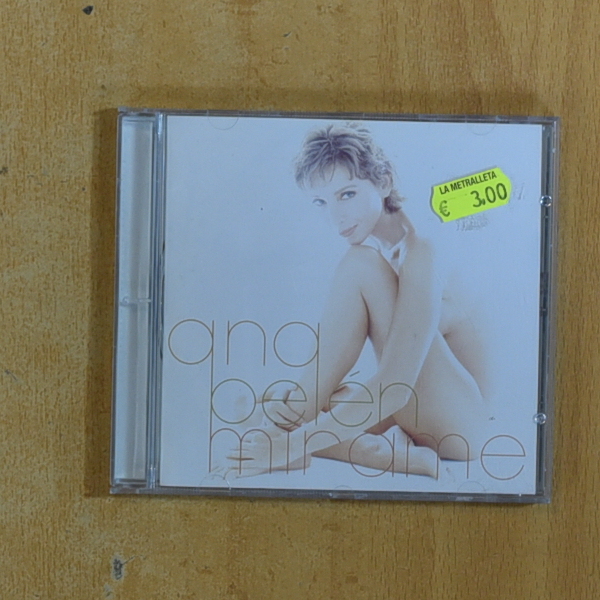 LA METRALLETA
€ 3.00
ana
belén
mírame